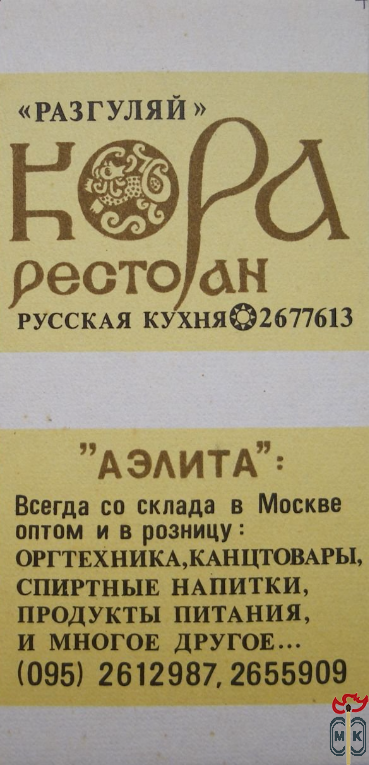 «РАЗГУЛЯЙ»
КОРА
РЕСТОРАН
РУССКАЯ КУХНЯ 2677613
"АЭЛИТА":
Всегда со склада в Москве
оптом и в розницу:
ОРГТЕХНИКА, КАНЦТОВАРЫ,
СПИРТНЫЕ НАПИТКИ,
ПРОДУКТЫ ПИТАНИЯ,
И МНОГОЕ ДРУГОЕ...
(095) 2612987, 2655909
МК